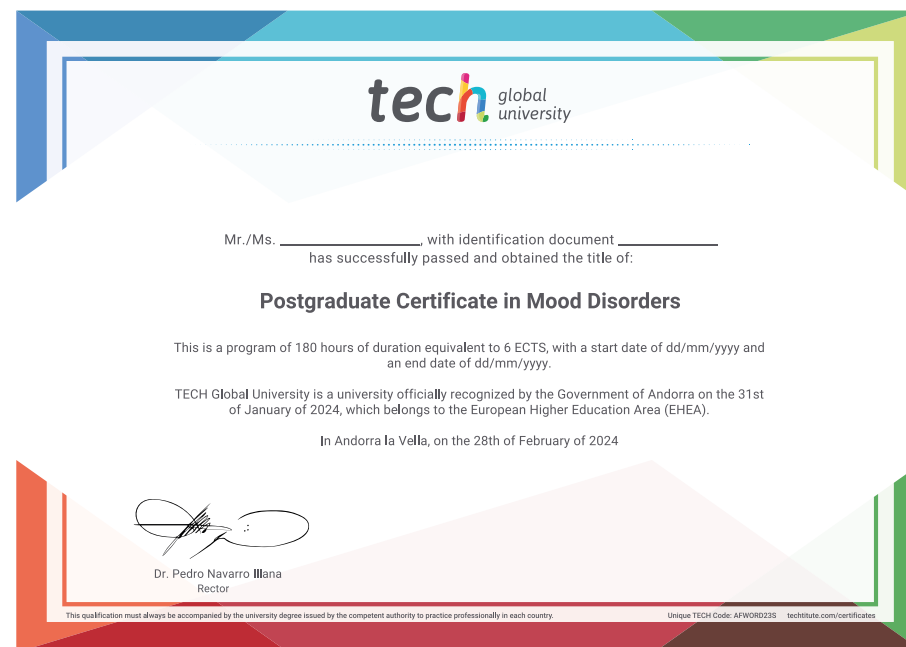 tech global
university
Mr./Ms. ____________, with identification document ____________
has successfully passed and obtained the title of:
Postgraduate Certificate in Mood Disorders
This is a program of 180 hours of duration equivalent to 6 ECTS, with a start date of dd/mm/yyyy and
an end date of dd/mm/yyyy.
TECH Global University is a university officially recognized by the Government of Andorra on the 31st
of January of 2024, which belongs to the European Higher Education Area (EHEA).
In Andorra la Vella, on the 28th of February of 2024
Dr. Pedro Navarro Illana
Rector
This qualification must always be accompanied by the university degree issued by the competent authority to practice professionally in each country. Unique TECH Code: AFWORD23S techtitute.com/certificates